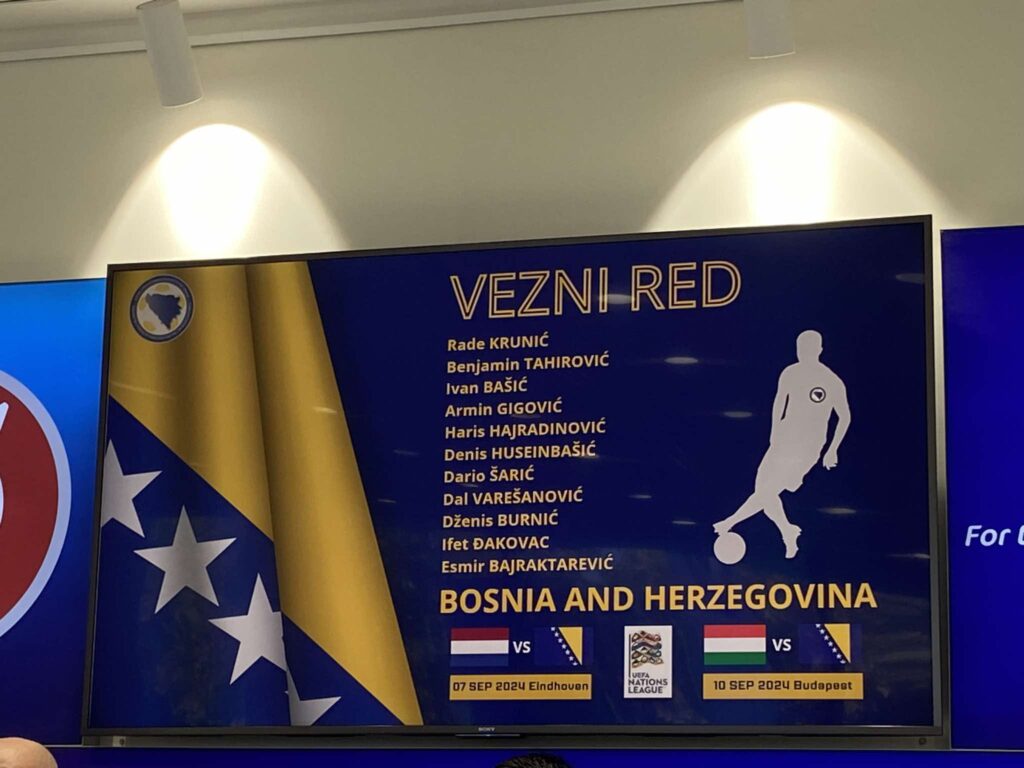 VEZNI RED
Rade KRUNIĆ
Benjamin TAHIROVIĆ
Ivan BAŠIĆ
Armin GIGOVIĆ
Haris HAJRADINOVIĆ
Denis HUSEINBAŠIĆ
Dario ŠARIĆ
Dal VAREŠANOVIĆ
Dženis BURNIĆ
Ifet ĐAKOVAC
Esmir BAJRAKTAREVIĆ
BOSNIA AND HERZEGOVINA
VS
VS
UEFA
NATIONS
LEAGUE
07 SEP 2024 Eindhoven
10 SEP 2024 Budapest
SONY
For